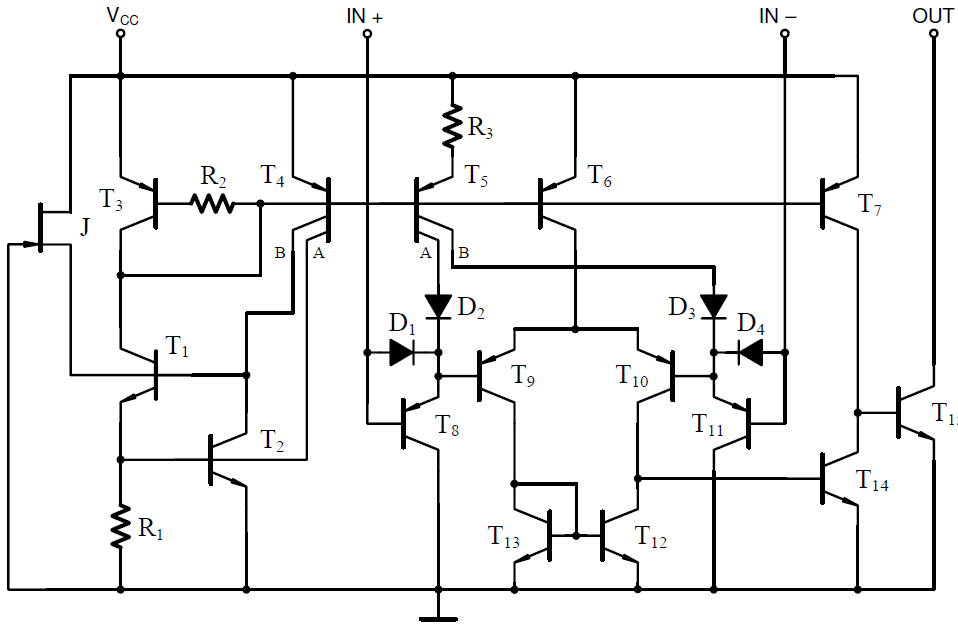 V_CC IN + IN – OUT
R₃
T₃ R₂ T₄ T₅ T₆ T₇
J
B A A B
D₂ D₃
D₁ D₄
T₁ T₉ T₁₀
T₈ T₁₁
T₂
T₁₄
R₁ T₁₃ T₁₂